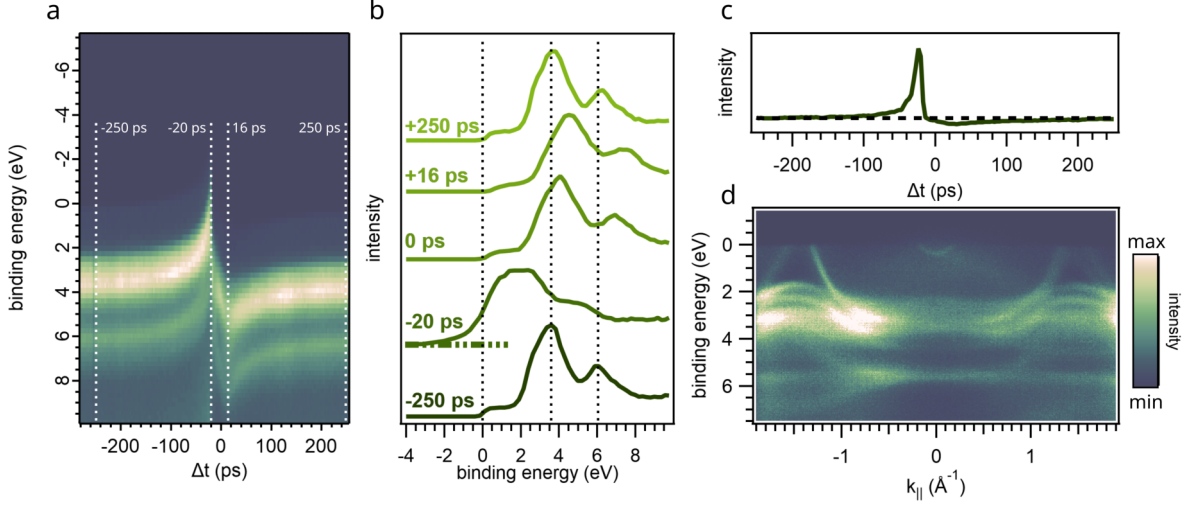 a
-6
-4
-2
0
2
4
6
8
binding energy (eV)
-250 ps
-20 ps
16 ps
250 ps
-200
-100
0
100
200
Δt (ps)
b
intensity
+250 ps
+16 ps
0 ps
-20 ps
-250 ps
-4
-2
0
2
4
6
8
binding energy (eV)
c
intensity
-200
-100
0
100
200
Δt (ps)
d
0
2
4
6
binding energy (eV)
-1
0
1
k|| (Å-1)
max
intensity
min